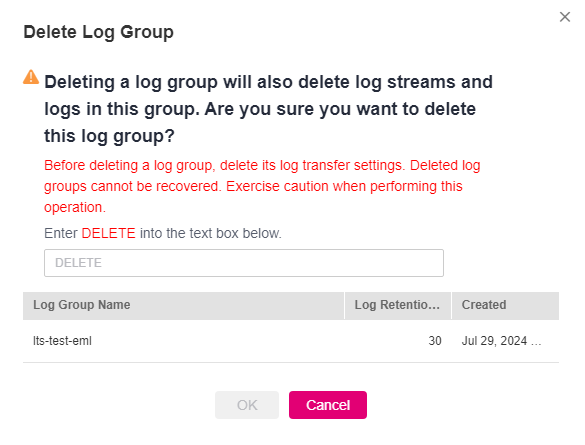 Delete Log Group
Deleting a log group will also delete log streams and
logs in this group. Are you sure you want to delete
this log group?
Before deleting a log group, delete its log transfer settings. Deleted log
groups cannot be recovered. Exercise caution when performing this
operation.
Enter DELETE into the text box below.
DELETE
Log Group Name Log Retentio... Created
lts-test-eml 30 Jul 29, 2024 ...
OK Cancel